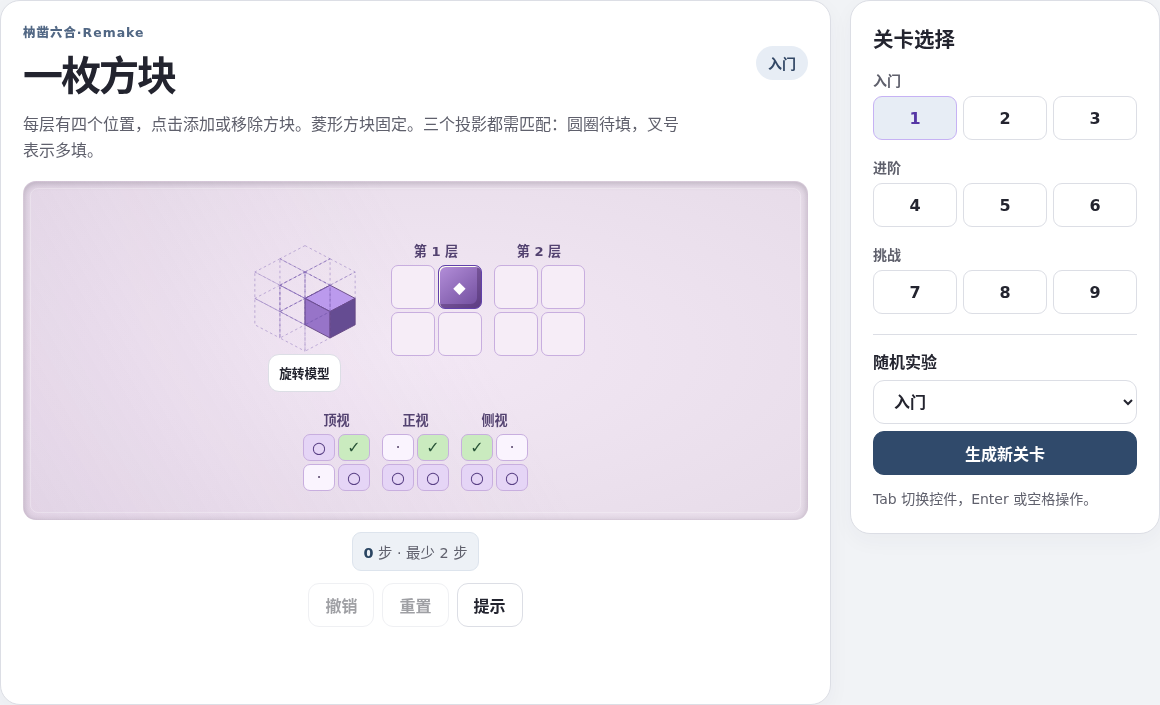 枘凿六合·Remake
一枚方块
入门
每层有四个位置，点击添加或移除方块。菱形方块固定。三个投影都需匹配：圆圈待填，叉号
表示多填。
第 1 层
第 2 层
◆
旋转模型
顶视
正视
侧视
○ ✓ · ✓ ✓ ·
· ○ ○ ○ ○ ○
0 步 · 最少 2 步
撤销
重置
提示
关卡选择
入门
1
2
3
进阶
4
5
6
挑战
7
8
9
随机实验
入门
生成新关卡
Tab 切换控件，Enter 或空格操作。